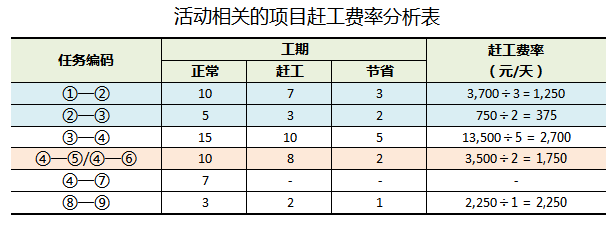 活动相关的项目赶工费率分析表
任务编码 工期 赶工费率
（元/天）
正常 赶工 节省
①—② 10 7 3 3,700÷3 = 1,250
②—③ 5 3 2 750÷2 = 375
③—④ 15 10 5 13,500÷5 = 2,700
④—⑤/④—⑥ 10 8 2 3,500÷2 = 1,750
④—⑦ 7 - - -
⑧—⑨ 3 2 1 2,250÷1 = 2,250